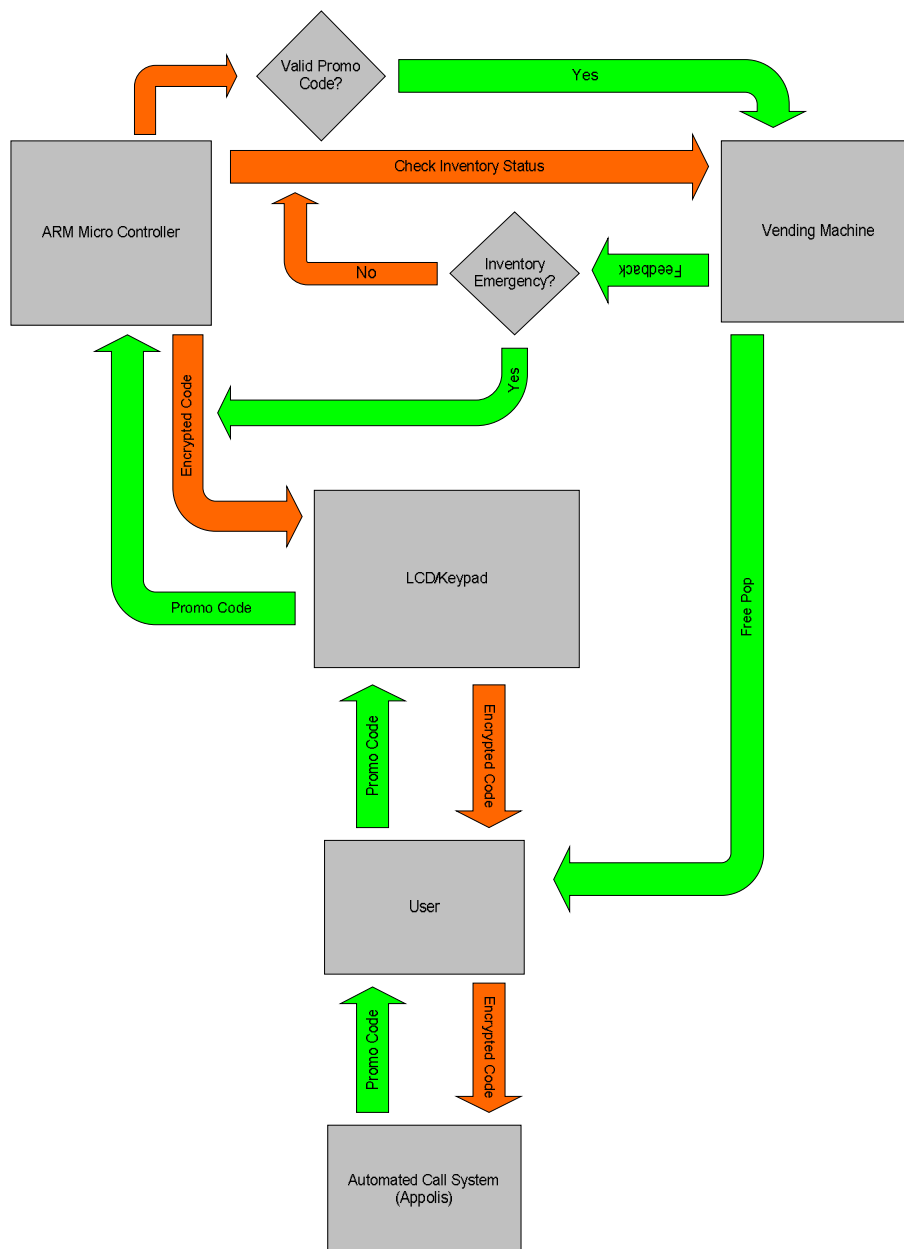 Valid Promo
Code?
Yes
Check Inventory Status
ARM Micro Controller
Vending Machine
Inventory
Emergency?
No
Feedback
Yes
Encrypted Code
LCD/Keypad
Promo Code
Free Pop
Promo Code
Encrypted Code
User
Promo Code
Encrypted Code
Automated Call System
(Appolis)